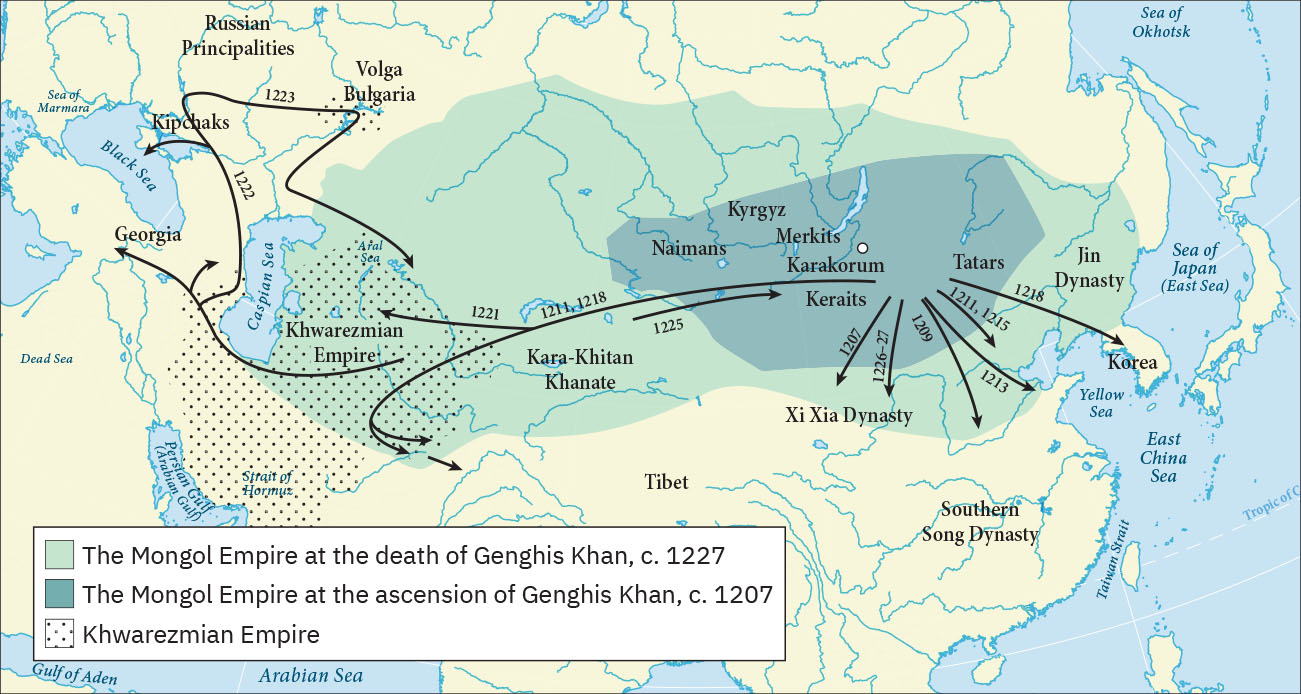 Russian
Principalities
Sea of
Okhotsk
Volga
Bulgaria
Sea of
Marmara
1223
Kipchaks
Black Sea
1222
Georgia
Caspian Sea
Aral
Sea
Kyrgyz
Merkits
Naimans
Karakorum
Tatars
Jin
Dynasty
Sea of
Japan
(East Sea)
Keraits
1218
1211, 1215
1211, 1218
1221
1225
1207
1226–27
1209
1213
Khwarezmian
Empire
Dead Sea
Kara-Khitan
Khanate
Korea
Yellow
Sea
Xi Xia Dynasty
East
China
Sea
Persian Gulf
(Arabian Gulf)
Strait of
Hormuz
Tibet
Southern
Song Dynasty
Tropic of C
Taiwan Strait
The Mongol Empire at the death of Genghis Khan, c. 1227
The Mongol Empire at the ascension of Genghis Khan, c. 1207
Khwarezmian Empire
Gulf of Aden
Arabian Sea